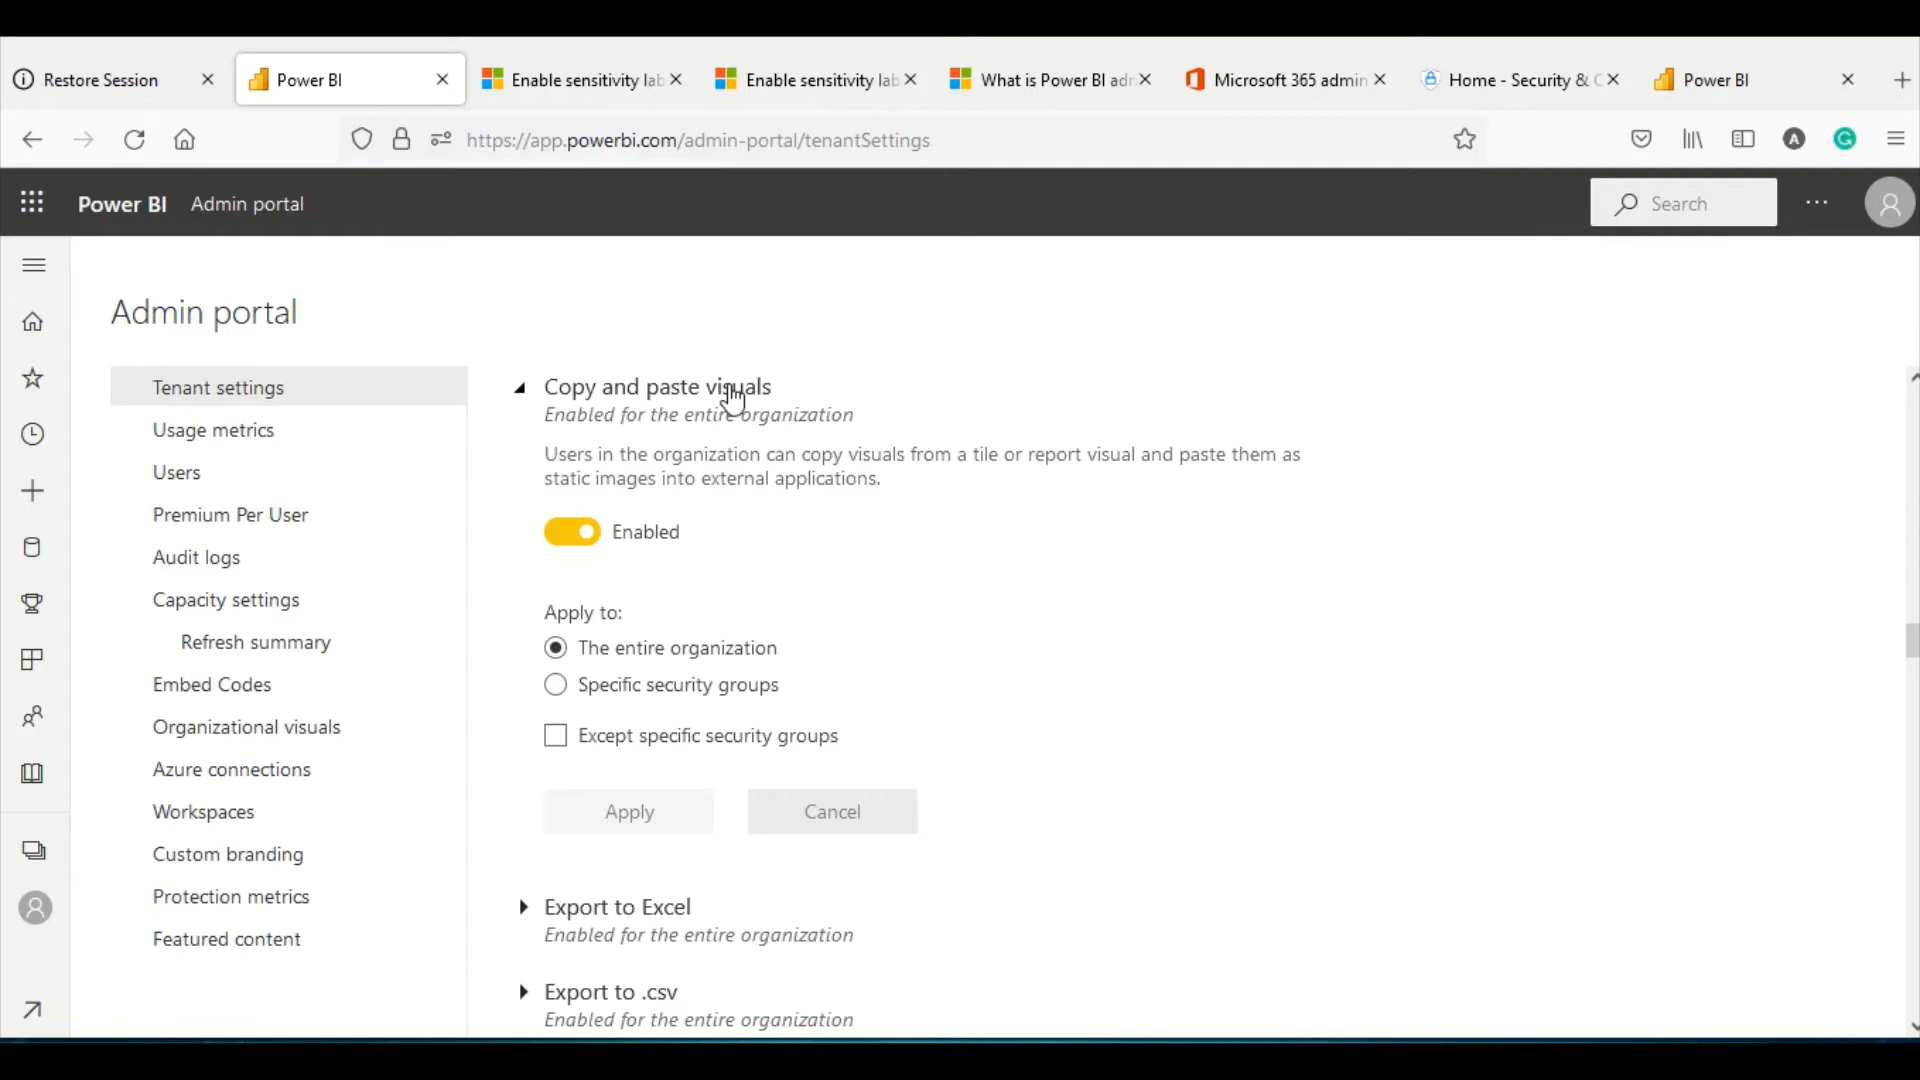 Restore Session
Power BI
Enable sensitivity lab
Enable sensitivity lab
What is Power BI adm
Microsoft 365 admin
Home - Security & C
Power BI
https://app.powerbi.com/admin-portal/tenantSettings
A
G
Power BI
Admin portal
Search
Admin portal
Tenant settings
Usage metrics
Users
Premium Per User
Audit logs
Capacity settings
Refresh summary
Embed Codes
Organizational visuals
Azure connections
Workspaces
Custom branding
Protection metrics
Featured content
Copy and paste visuals
Enabled for the entire organization
Users in the organization can copy visuals from a tile or report visual and paste them as
static images into external applications.
Enabled
Apply to:
The entire organization
Specific security groups
Except specific security groups
Apply
Cancel
Export to Excel
Enabled for the entire organization
Export to .csv
Enabled for the entire organization